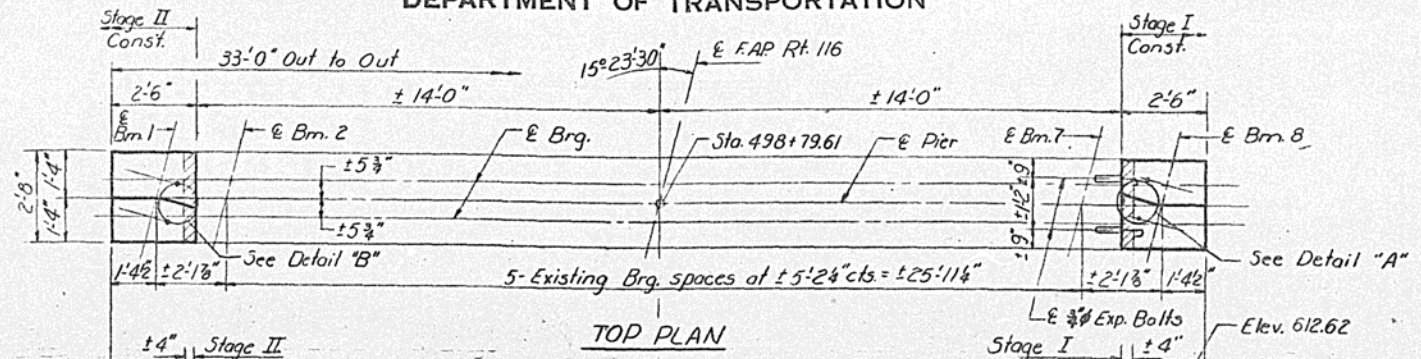 DEPARTMENT OF TRANSPORTATION
Stage II
Const.
33'-0" Out to Out
15°23'30"
℄ F.A.P. Rt. 116
Stage I
Const.
2'-6"
± 14'-0"
± 14'-0"
2'-6"
℄ Bm. 1
℄ Bm. 2
℄ Brg.
Sta. 498+79.61
℄ Pier
℄ Bm. 7
℄ Bm. 8
2'-8"
1'-4"
1'-4"
±5¾"
±5¾"
±9"
±1'-2"
±9"
See Detail "B"
See Detail "A"
1'-4½"
±2'-1⅞"
5-Existing Brg. spaces at ±5'-2¼" cts. = ±25'-11¼"
±2'-1⅞"
1'-4½"
℄ ¾"ϕ Exp. Bolts
Elev. 612.62
TOP PLAN
±4"
Stage II
Stage I
±4"